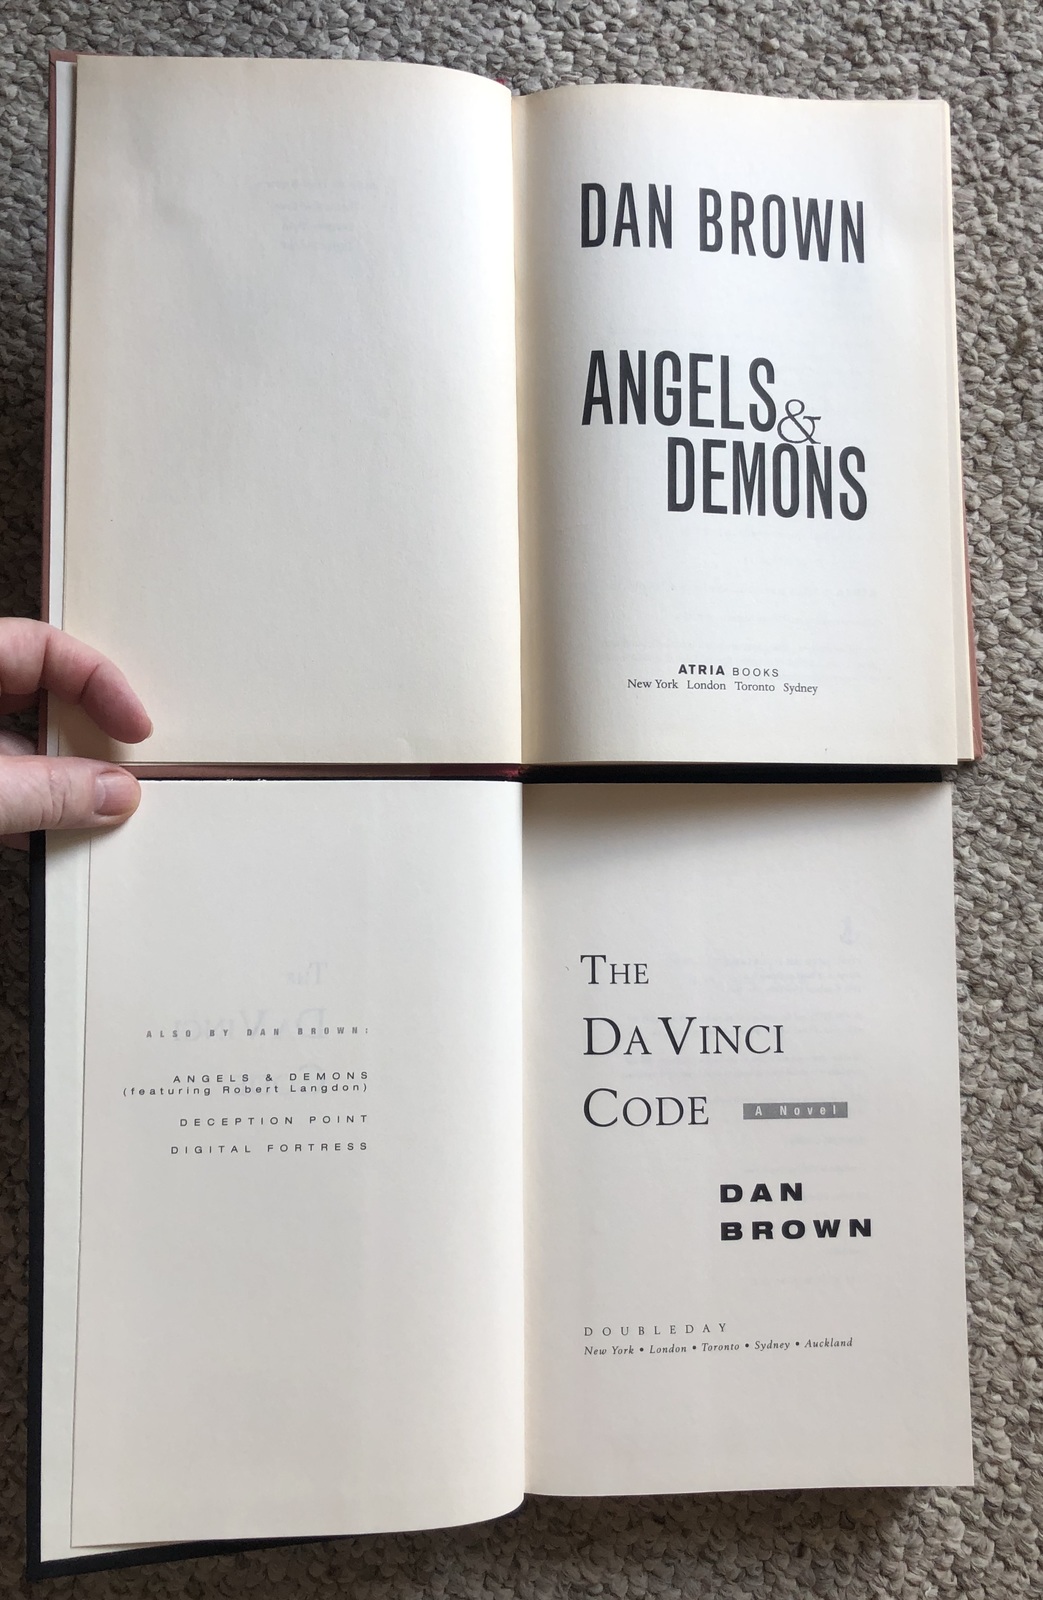 DAN BROWN
ANGELS &
DEMONS
ATRIA BOOKS
New York London Toronto Sydney
ALSO BY DAN BROWN:
ANGELS & DEMONS
(featuring Robert Langdon)
DECEPTION POINT
DIGITAL FORTRESS
THE
DA VINCI
CODE A Novel
DAN
BROWN
DOUBLEDAY
New York • London • Toronto • Sydney • Auckland